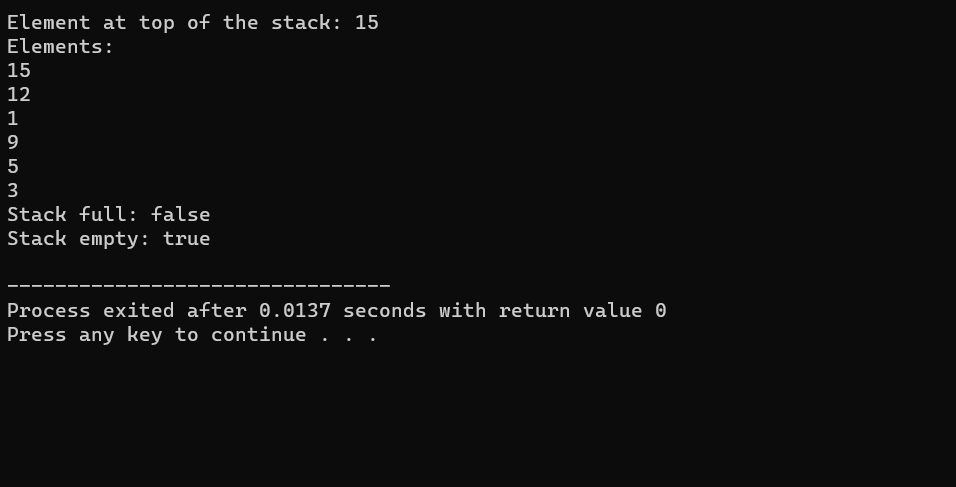 Element at top of the stack: 15
Elements:
15
12
1
9
5
3
Stack full: false
Stack empty: true
--------------------------------
Process exited after 0.0137 seconds with return value 0
Press any key to continue . . .